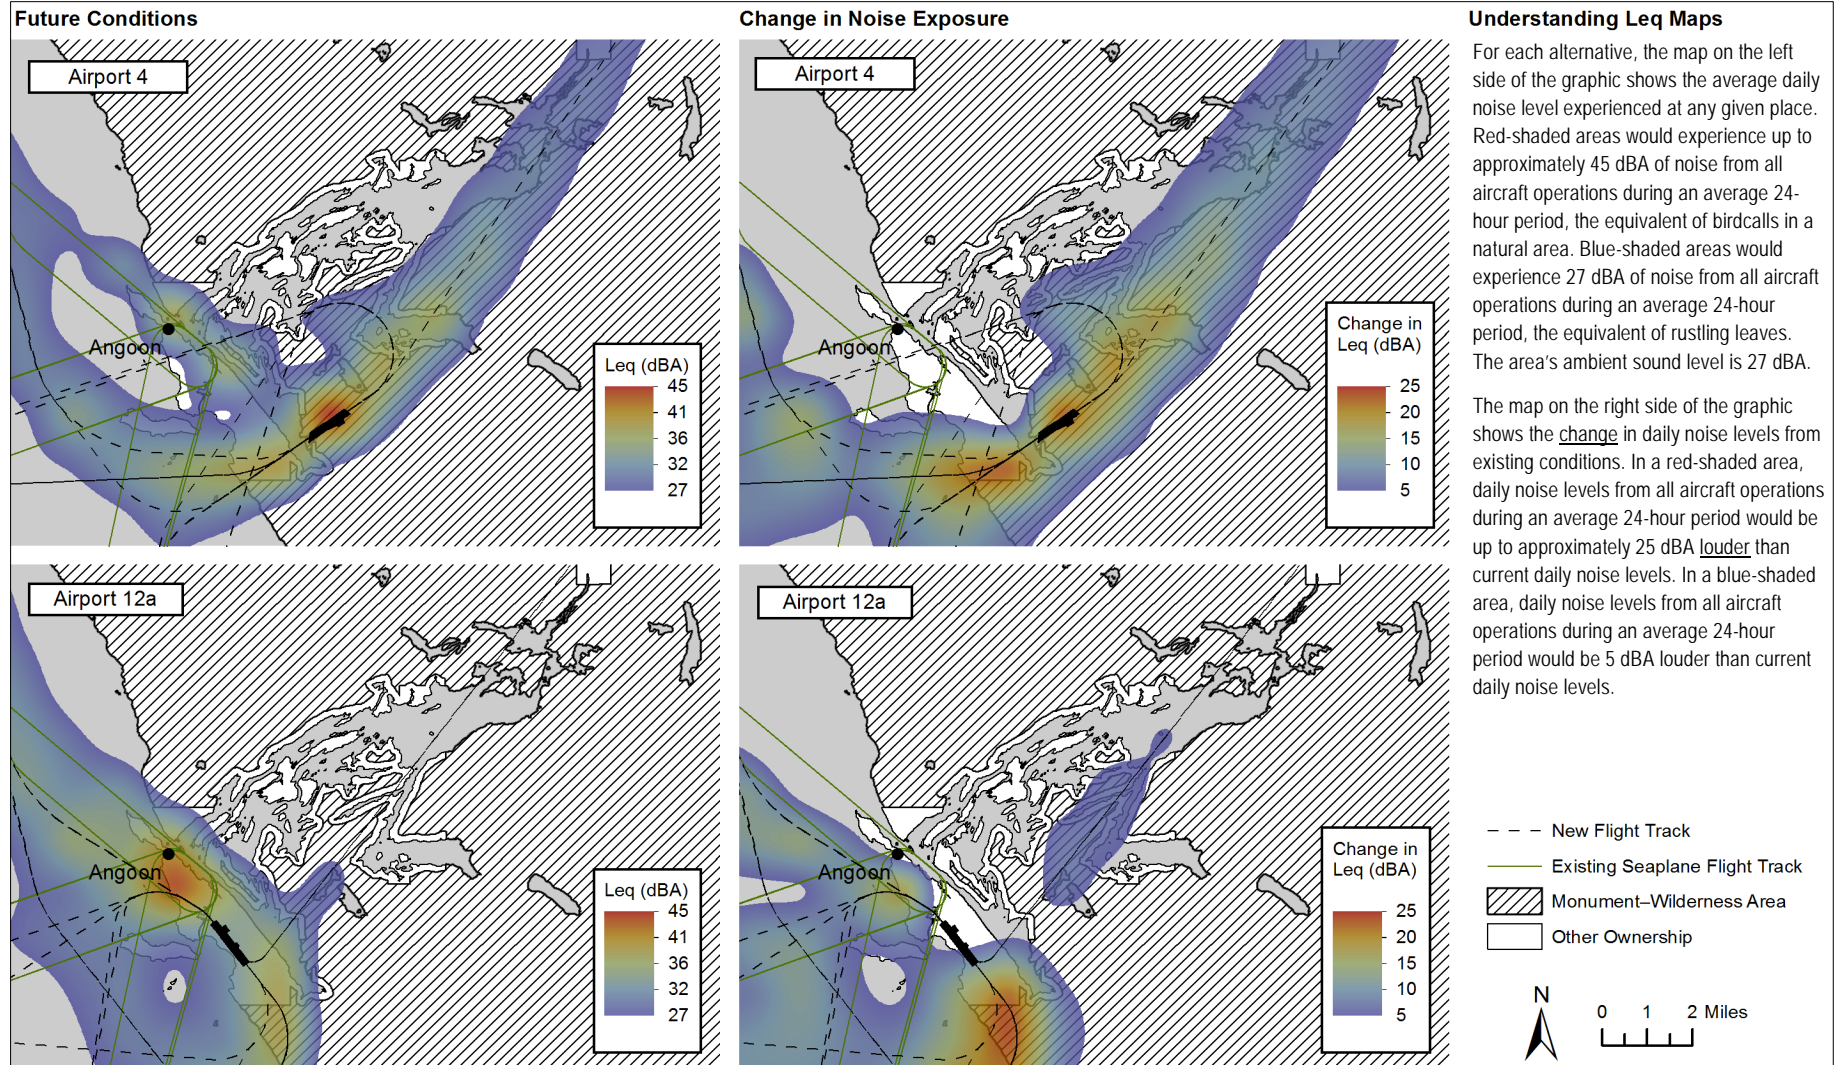 Future Conditions
Airport 4
Angoon
Leq (dBA)
45
41
36
32
27
Change in Noise Exposure
Airport 4
Angoon
Change in
Leq (dBA)
25
20
15
10
5
Airport 12a
Angoon
Leq (dBA)
45
41
36
32
27
Airport 12a
Angoon
Change in
Leq (dBA)
25
20
15
10
5
Understanding Leq Maps
For each alternative, the map on the left
side of the graphic shows the average daily
noise level experienced at any given place.
Red-shaded areas would experience up to
approximately 45 dBA of noise from all
aircraft operations during an average 24-
hour period, the equivalent of birdcalls in a
natural area. Blue-shaded areas would
experience 27 dBA of noise from all aircraft
operations during an average 24-hour
period, the equivalent of rustling leaves.
The area's ambient sound level is 27 dBA.
The map on the right side of the graphic
shows the change in daily noise levels from
existing conditions. In a red-shaded area,
daily noise levels from all aircraft operations
during an average 24-hour period would be
up to approximately 25 dBA louder than
current daily noise levels. In a blue-shaded
area, daily noise levels from all aircraft
operations during an average 24-hour
period would be 5 dBA louder than current
daily noise levels.
New Flight Track
Existing Seaplane Flight Track
Monument–Wilderness Area
Other Ownership
N
0 1 2 Miles